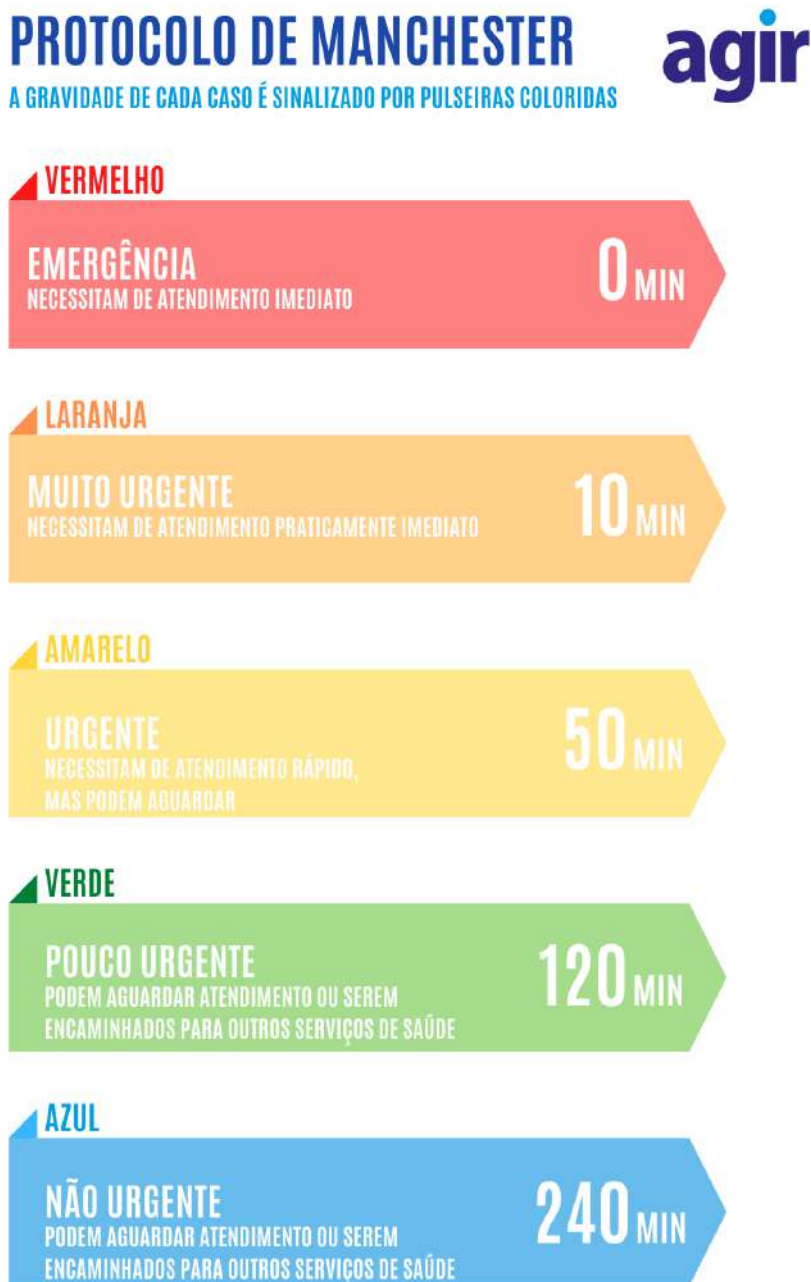 PROTOCOLO DE MANCHESTER
agir
A GRAVIDADE DE CADA CASO É SINALIZADO POR PULSEIRAS COLORIDAS
VERMELHO
EMERGÊNCIA
NECESSITAM DE ATENDIMENTO IMEDIATO
0 MIN
LARANJA
MUITO URGENTE
NECESSITAM DE ATENDIMENTO PRATICAMENTE IMEDIATO
10 MIN
AMARELO
URGENTE
NECESSITAM DE ATENDIMENTO RÁPIDO,
MAS PODEM AGUARDAR
50 MIN
VERDE
POUCO URGENTE
PODEM AGUARDAR ATENDIMENTO OU SEREM
ENCAMINHADOS PARA OUTROS SERVIÇOS DE SAÚDE
120 MIN
AZUL
NÃO URGENTE
PODEM AGUARDAR ATENDIMENTO OU SEREM
ENCAMINHADOS PARA OUTROS SERVIÇOS DE SAÚDE
240 MIN